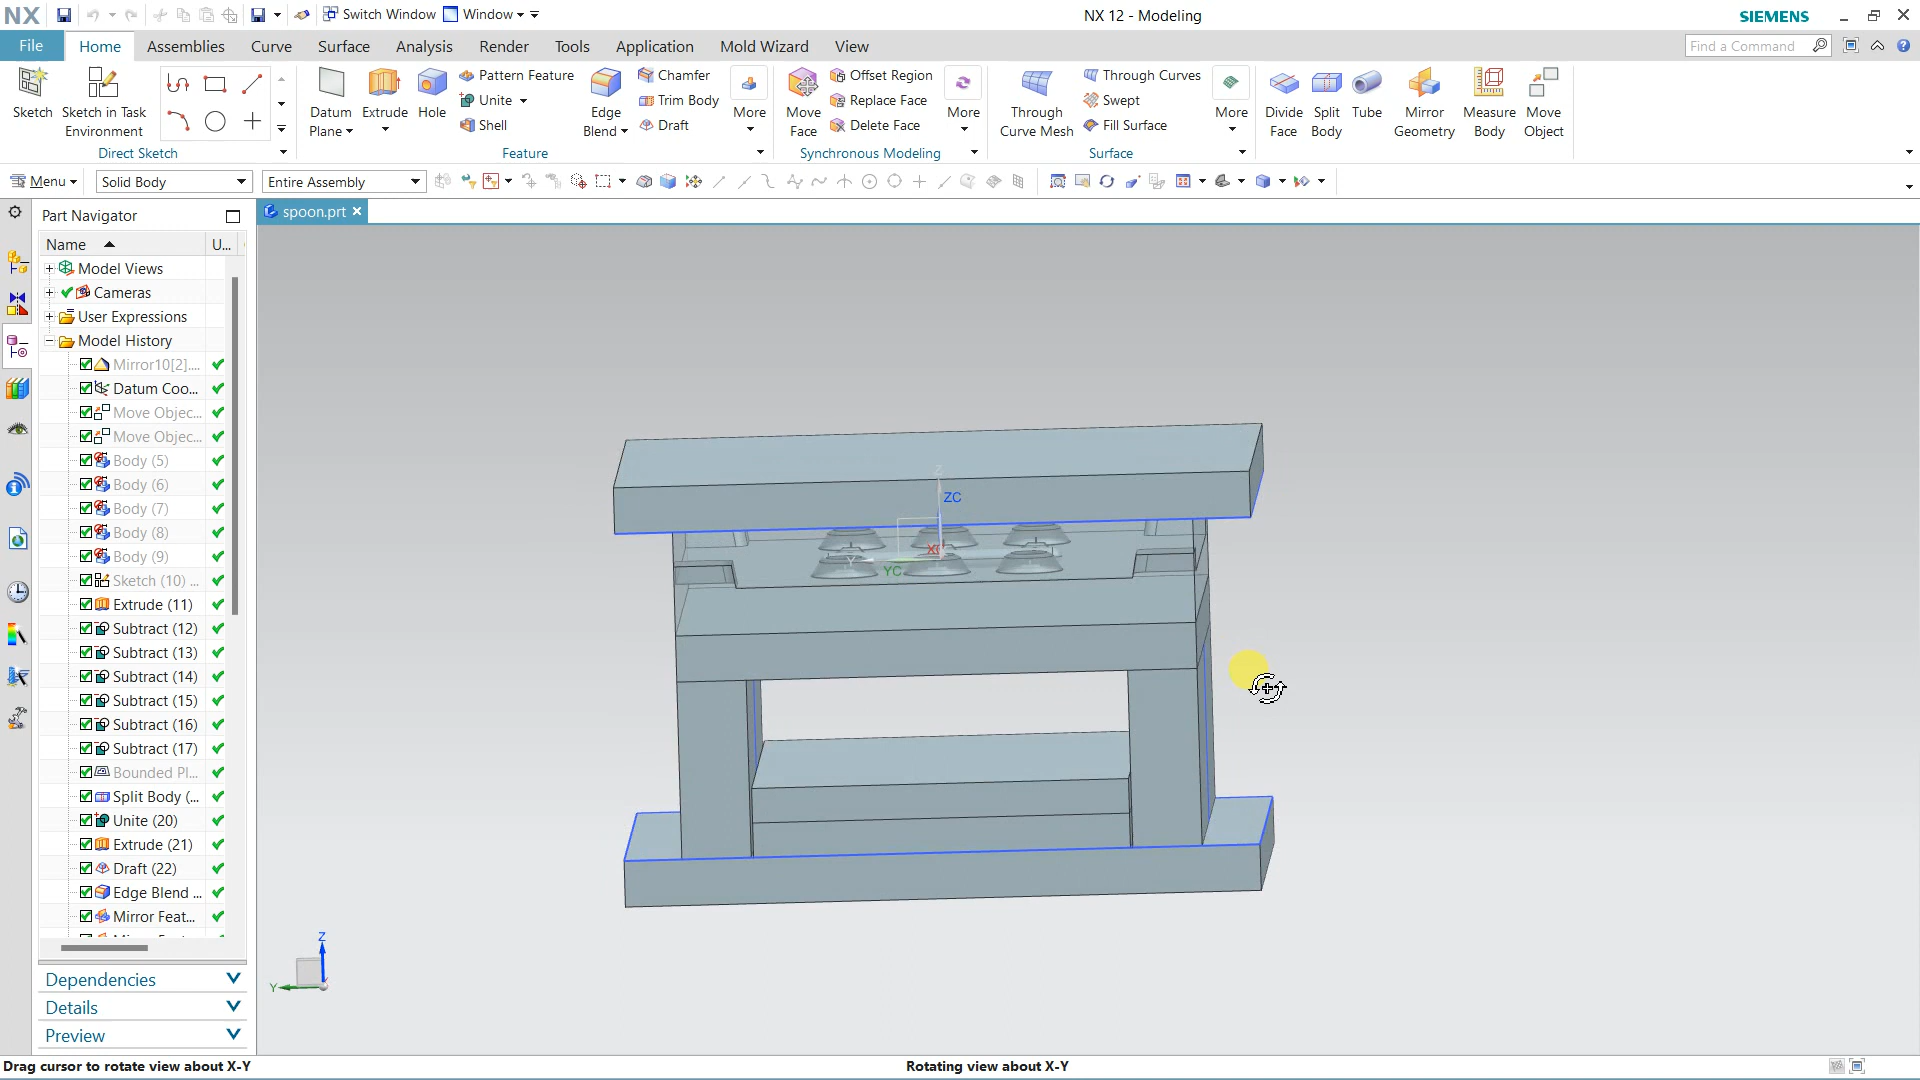 NX Switch Window Window NX 12 - Modeling SIEMENS
File Home Assemblies Curve Surface Analysis Render Tools Application Mold Wizard View Find a Command
Sketch
Sketch in Task Environment
Direct Sketch
Datum Plane
Extrude
Hole
Pattern Feature
Unite
Shell
Edge Blend
Chamfer
Trim Body
Draft
More
Feature
Move Face
Offset Region
Replace Face
Delete Face
More
Synchronous Modeling
Through Curve Mesh
Through Curves
Swept
Fill Surface
More
Surface
Divide Face
Split Body
Tube
Mirror Geometry
Measure Body
Move Object
Menu Solid Body Entire Assembly
Part Navigator
spoon.prt
Name U...
Model Views
Cameras
User Expressions
Model History
Mirror10[2]....
Datum Coo...
Move Objec...
Move Objec...
Body (5)
Body (6)
Body (7)
Body (8)
Body (9)
Sketch (10) ...
Extrude (11)
Subtract (12)
Subtract (13)
Subtract (14)
Subtract (15)
Subtract (16)
Subtract (17)
Bounded Pl...
Split Body (...
Unite (20)
Extrude (21)
Draft (22)
Edge Blend ...
Mirror Feat...
Dependencies
Details
Preview
Z
ZC
YC
Z
Y
Drag cursor to rotate view about X-Y Rotating view about X-Y